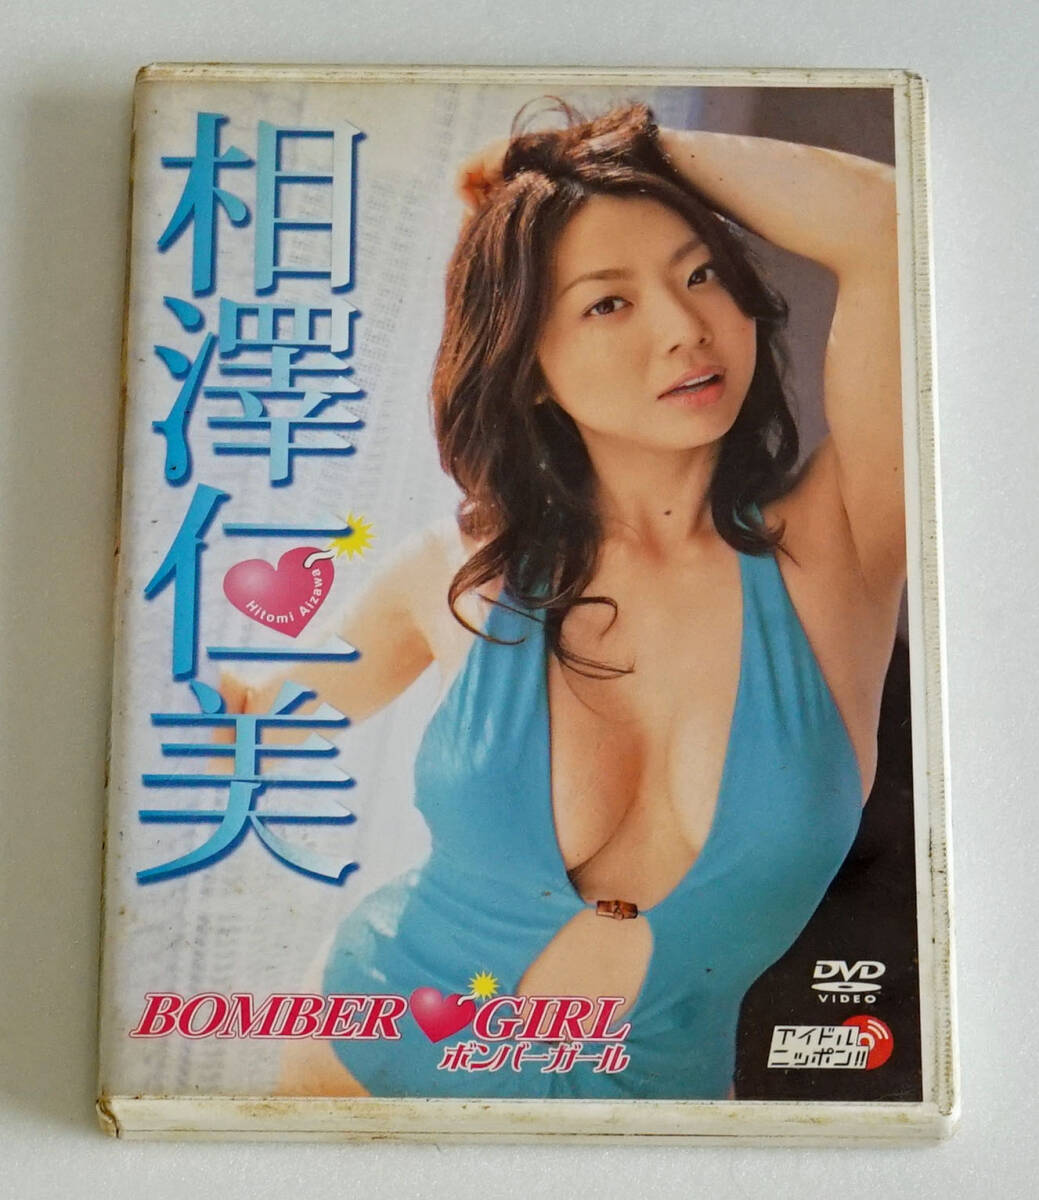 相澤仁美
Hitomi Aizawa
BOMBER GIRL
ボンバーガール
DVD
VIDEO
アイドル
ニッポン!!